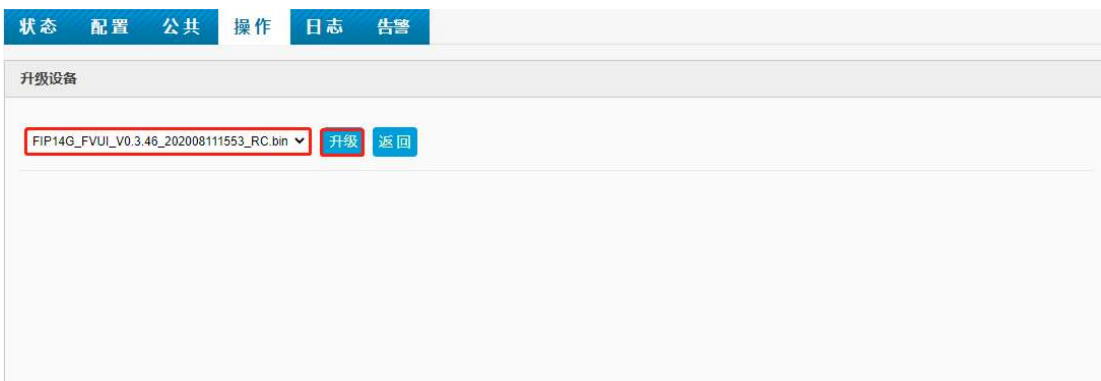 状态 配置 公共 操作 日志 告警
升级设备
FIP14G_FVUI_V0.3.46_202008111553_RC.bin 升级 返回